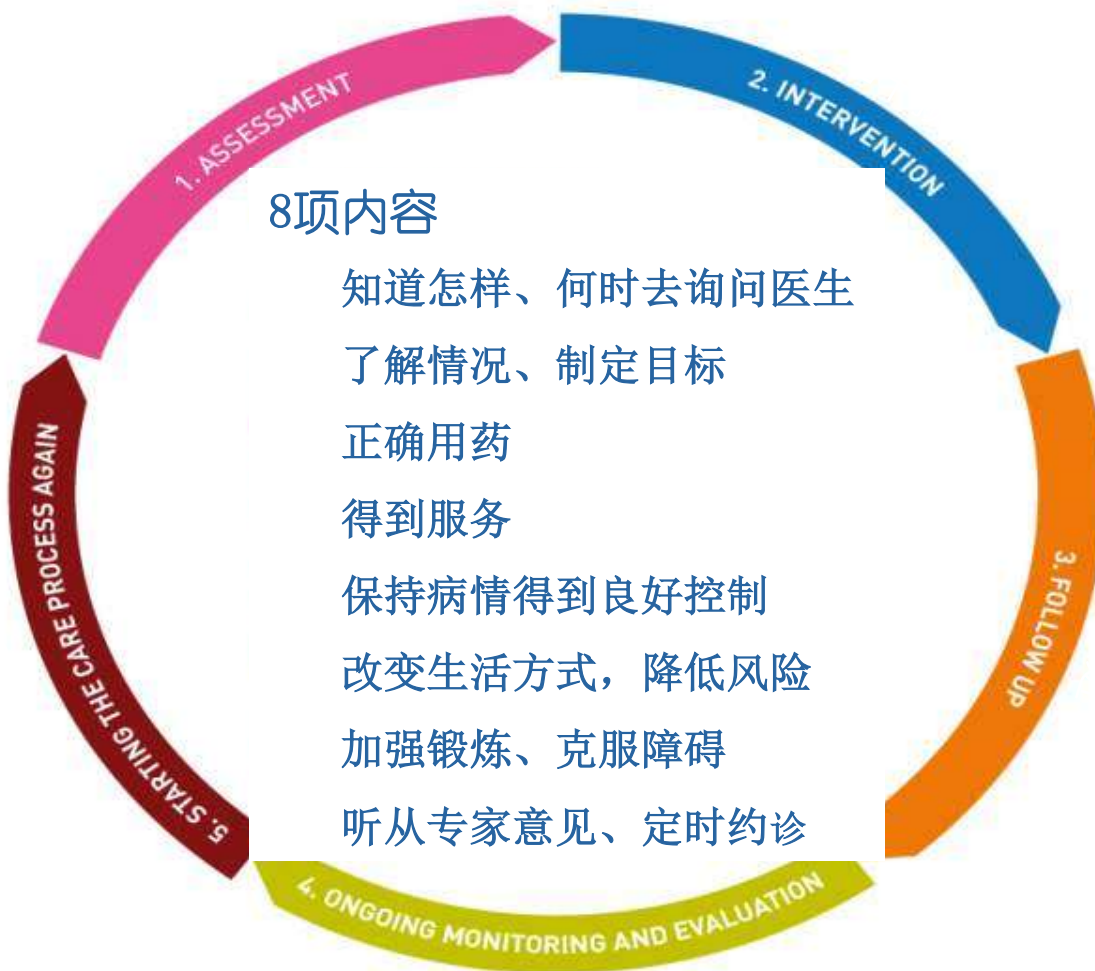 1. ASSESSMENT
2. INTERVENTION
8项内容
知道怎样、何时去询问医生
了解情况、制定目标
正确用药
得到服务
保持病情得到良好控制
改变生活方式，降低风险
加强锻炼、克服障碍
听从专家意见、定时约诊
3. FOLLOW UP
4. ONGOING MONITORING AND EVALUATION
5. STARTING THE CARE PROCESS AGAIN